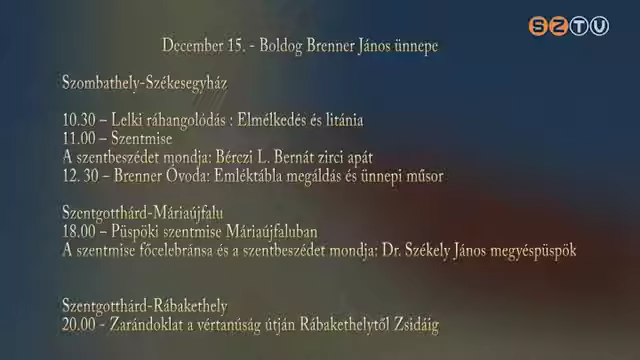 SZTV
December 15. - Boldog Brenner János ünnepe
Szombathely-Székesegyház
10.30 – Lelki ráhangolódás : Elmélkedés és litánia
11.00 – Szentmise
A szentbeszédet mondja: Bérczi L. Bernát zirci apát
12. 30 – Brenner Óvoda: Emléktábla megáldás és ünnepi műsor
Szentgotthárd-Máriaújfalu
18.00 – Püspöki szentmise Máriaújfaluban
A szentmise főcelebránsa és a szentbeszédet mondja: Dr. Székely János megyéspüspök
Szentgotthárd-Rábakethely
20.00 - Zarándoklat a vértanúság útján Rábakethelytől Zsidáig